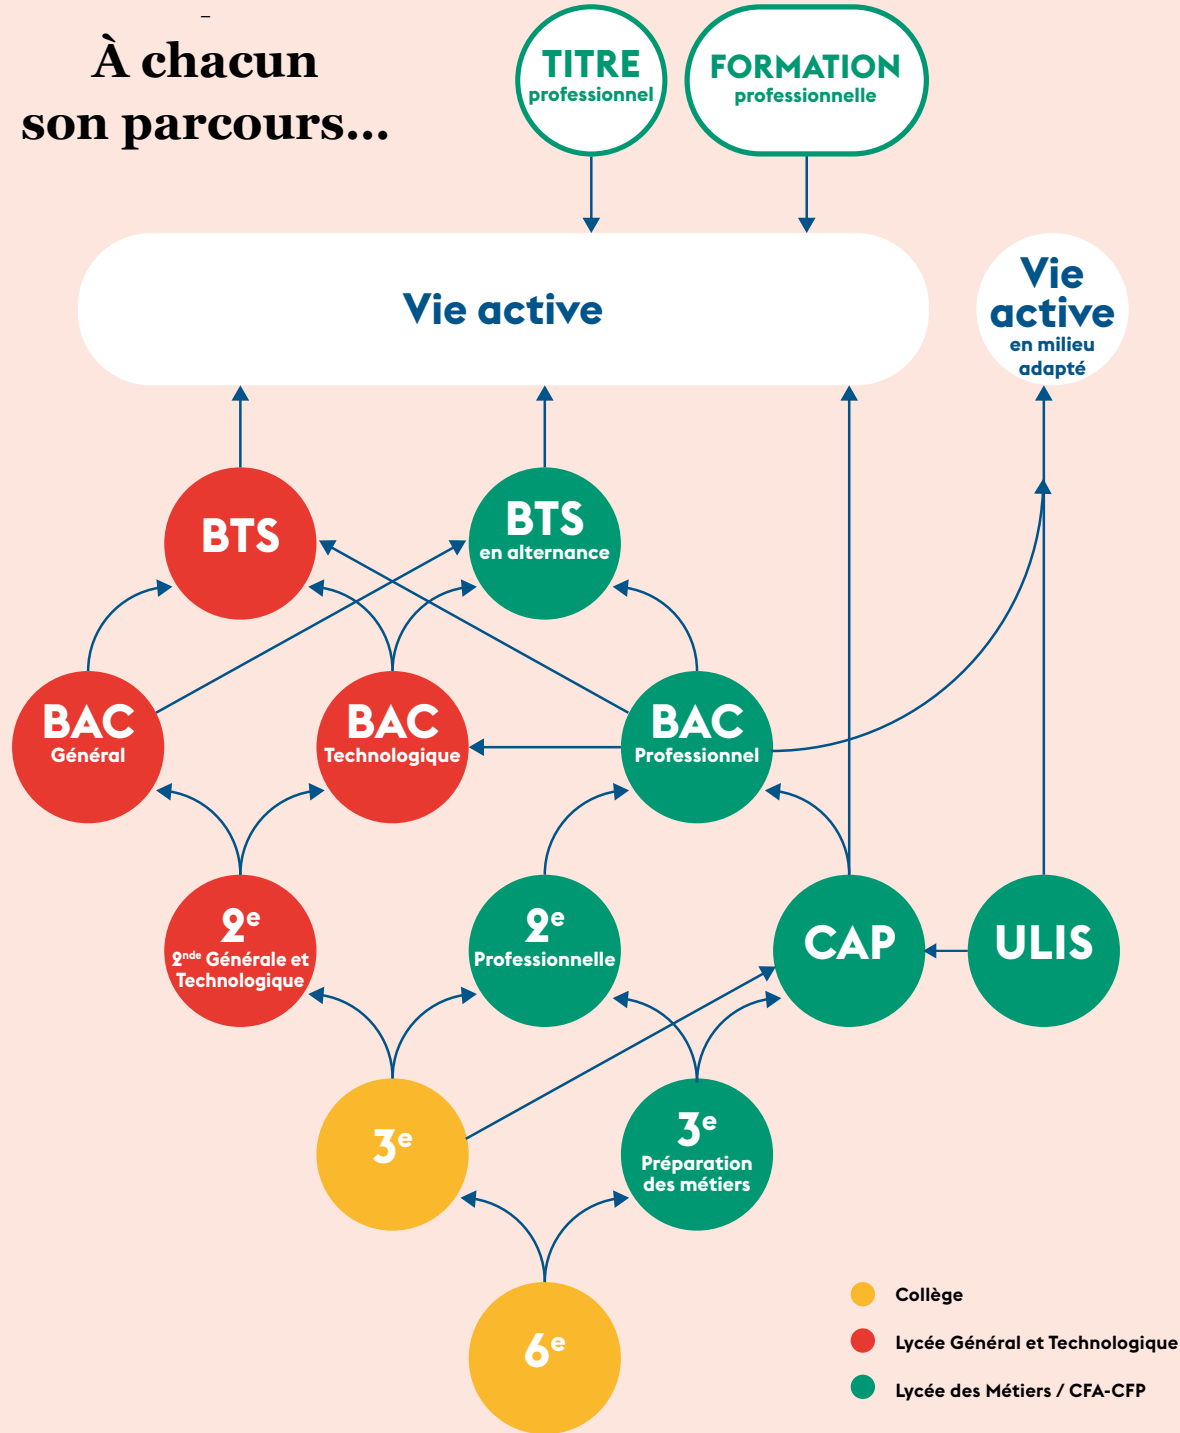 À chacun
son parcours...
TITRE
professionnel
FORMATION
professionnelle
Vie active
Vie
active
en milieu
adapté
BTS
BTS
en alternance
BAC
Général
BAC
Technologique
BAC
Professionnel
2e
2nde Générale et
Technologique
2e
Professionnelle
CAP
ULIS
3e
3e
Préparation
des métiers
6e
Collège
Lycée Général et Technologique
Lycée des Métiers / CFA-CFP